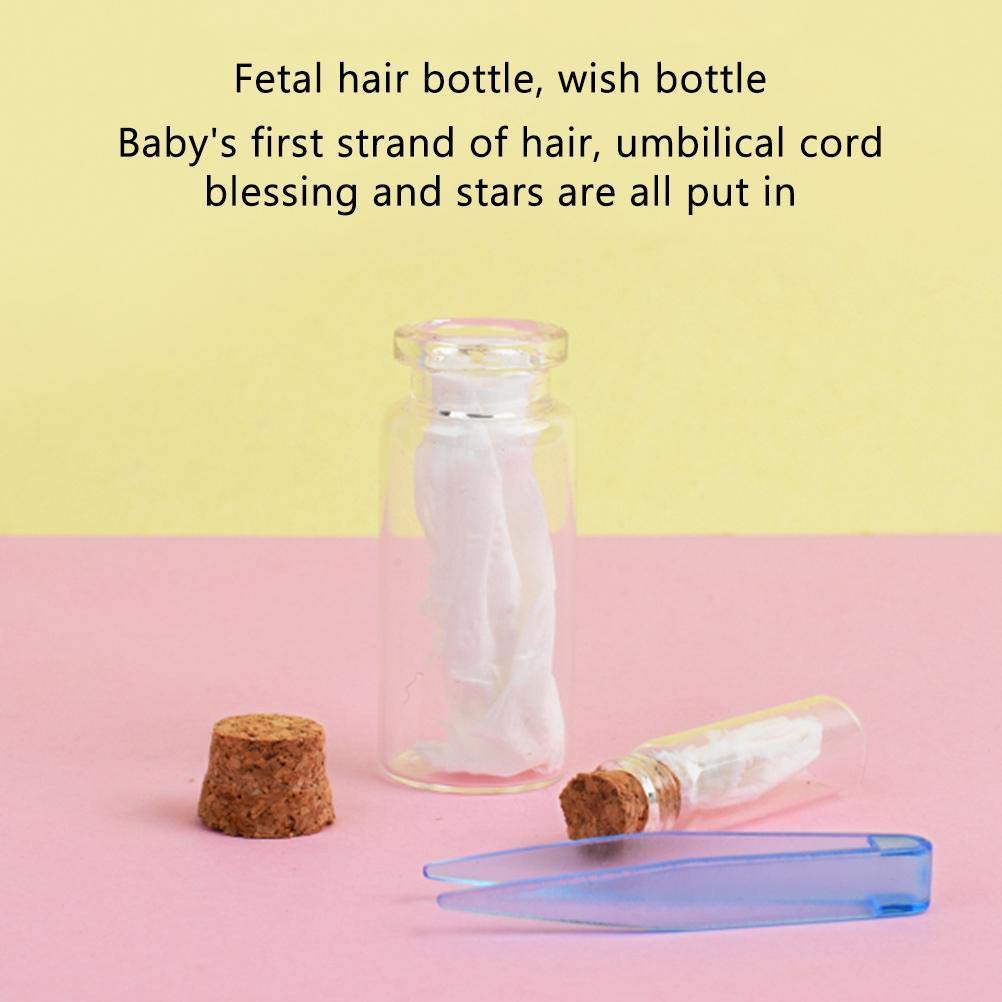 Fetal hair bottle, wish bottle
Baby's first strand of hair, umbilical cord
blessing and stars are all put in